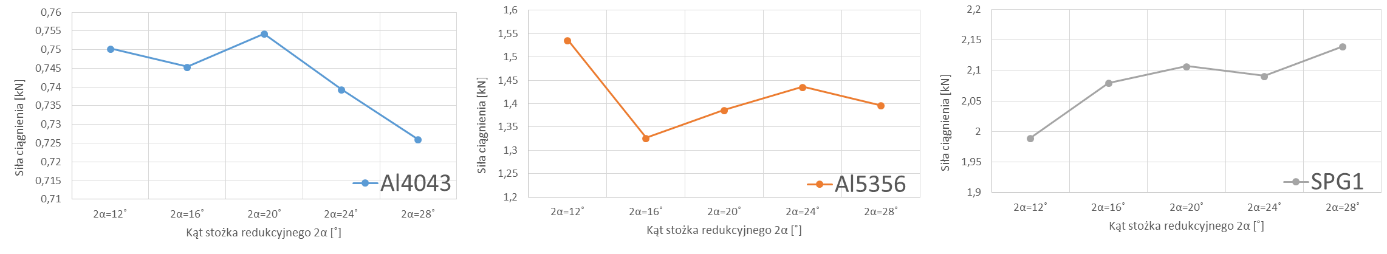 0,76
0,755
0,75
0,745
0,74
0,735
0,73
0,725
0,72
0,715
0,71
Siła ciągnienia [kN]
2α=12˚ 2α=16˚ 2α=20˚ 2α=24˚ 2α=28˚
Kąt stożka redukcyjnego 2α [˚]
Al4043
1,6
1,55
1,5
1,45
1,4
1,35
1,3
1,25
1,2
Siła ciągnienia [kN]
2α=12˚ 2α=16˚ 2α=20˚ 2α=24˚ 2α=28˚
Kąt stożka redukcyjnego 2α [˚]
Al5356
2,2
2,15
2,1
2,05
2
1,95
1,9
Siła ciągnienia [kN]
2α=12˚ 2α=16˚ 2α=20˚ 2α=24˚ 2α=28˚
Kąt stożka redukcyjnego 2α [˚]
SPG1